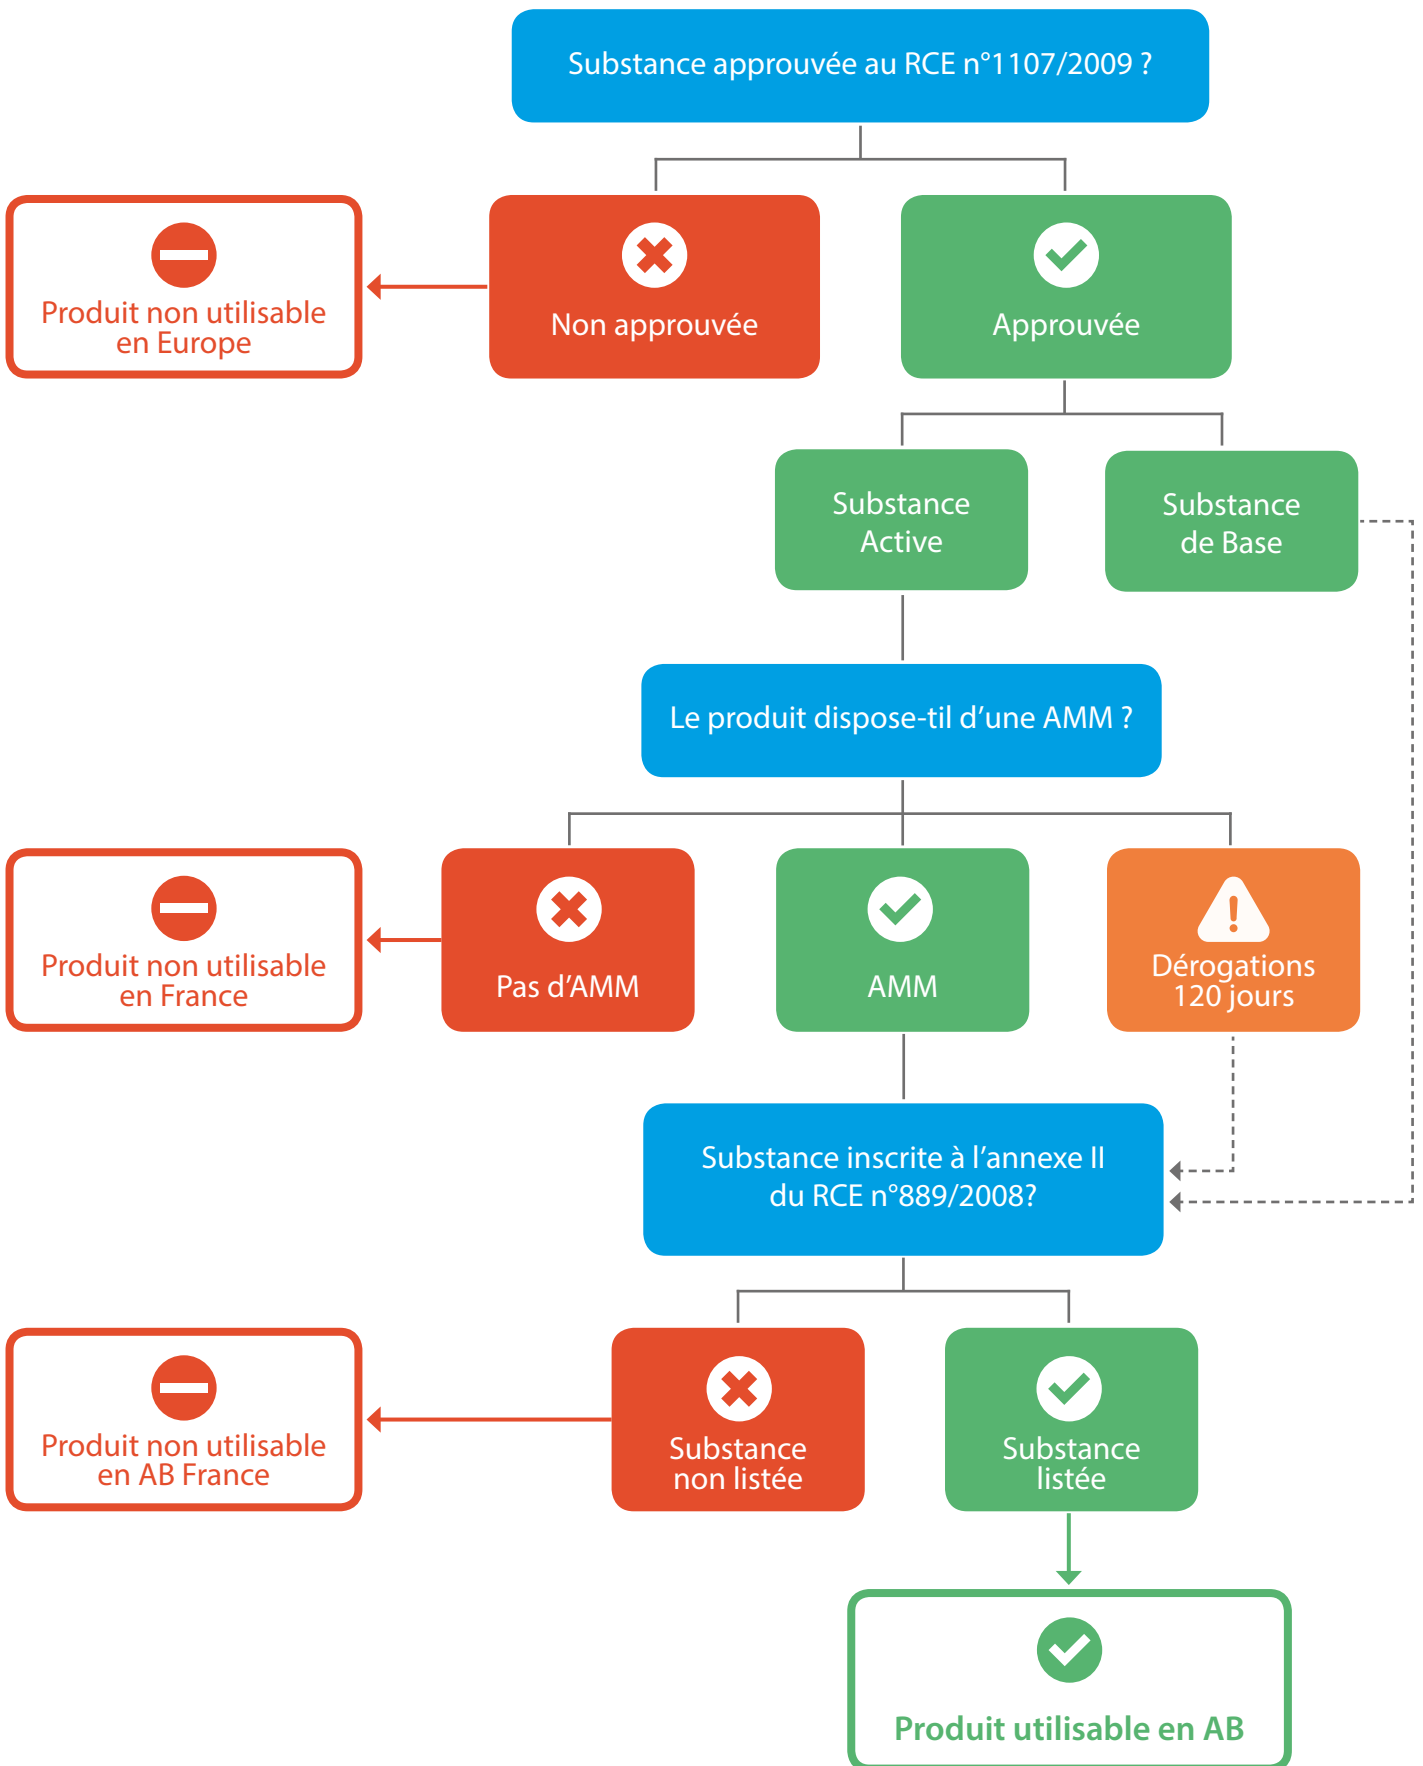 Substance approuvée au RCE n°1107/2009 ?
Produit non utilisable
en Europe
Non approuvée
Approuvée
Substance
Active
Substance
de Base
Le produit dispose-til d’une AMM ?
Produit non utilisable
en France
Pas d’AMM
AMM
Dérogations
120 jours
Substance inscrite à l’annexe II
du RCE n°889/2008?
Produit non utilisable
en AB France
Substance
non listée
Substance
listée
Produit utilisable en AB